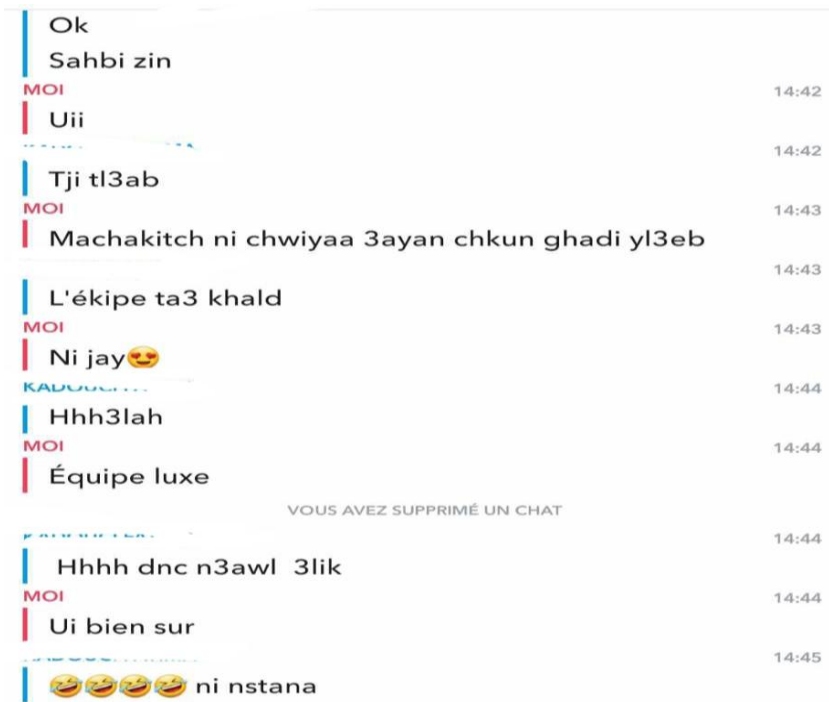 Ok
Sahbi zin
MOI 14:42
Uii
14:42
Tji tl3ab
MOI 14:43
Machakitch ni chwiyaa 3ayan chkun ghadi yl3eb
14:43
L'ékipe ta3 khald
MOI 14:43
Ni jay😍
14:44
Hhh3lah
MOI 14:44
Équipe luxe
VOUS AVEZ SUPPRIMÉ UN CHAT
14:44
Hhhh dnc n3awl 3lik
MOI 14:44
Ui bien sur
14:45
🤣🤣🤣🤣 ni nstana